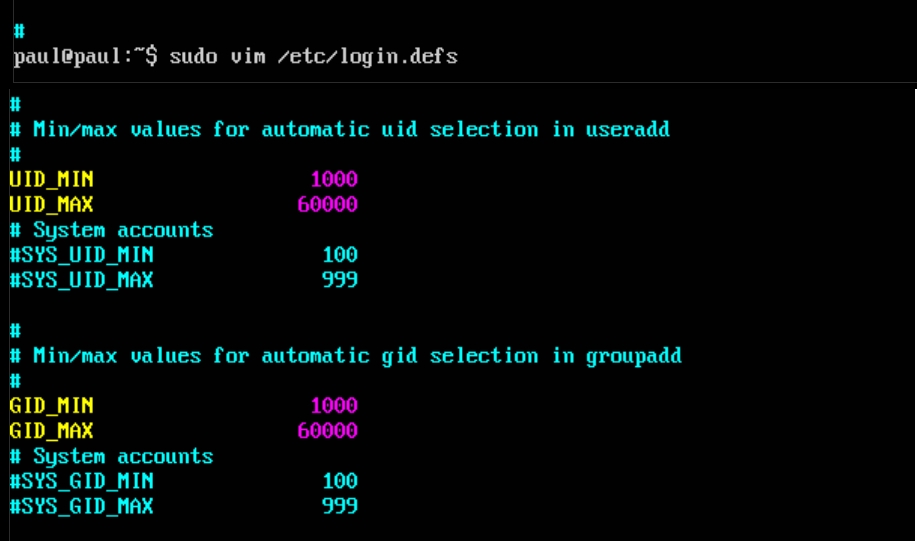 #
paul@paul:~$ sudo vim /etc/login.defs
#
# Min/max values for automatic uid selection in useradd
#
UID_MIN 1000
UID_MAX 60000
# System accounts
#SYS_UID_MIN 100
#SYS_UID_MAX 999
#
# Min/max values for automatic gid selection in groupadd
#
GID_MIN 1000
GID_MAX 60000
# System accounts
#SYS_GID_MIN 100
#SYS_GID_MAX 999